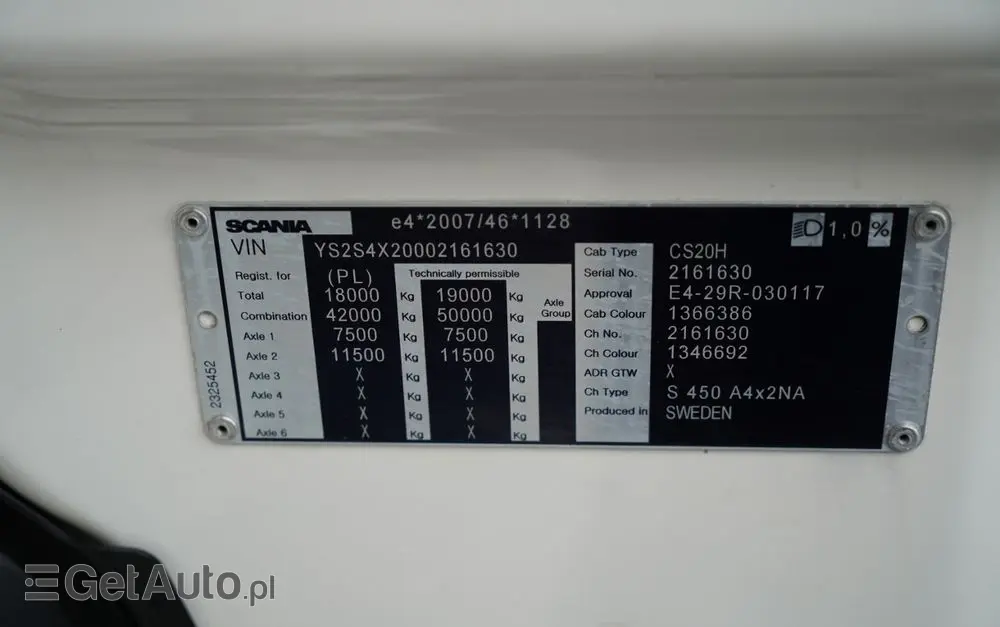 SCANIA e4*2007/46*1128 1,0 %
VIN YS2S4X20002161630
Regist. for (PL) Technically permissible
Total 18000 Kg 19000 Kg Axle Group
Combination 42000 Kg 50000 Kg
Axle 1 7500 Kg 7500 Kg
Axle 2 11500 Kg 11500 Kg
Axle 3 X Kg X Kg
Axle 4 X Kg X Kg
Axle 5 X Kg X Kg
Axle 6 X Kg X Kg
Cab Type CS20H
Serial No. 2161630
Approval E4-29R-030117
Cab Colour 1366386
Ch No. 2161630
Ch Colour 1346692
ADR GTW X
Ch Type S 450 A4x2NA
Produced in SWEDEN
2325452
GetAuto.pl